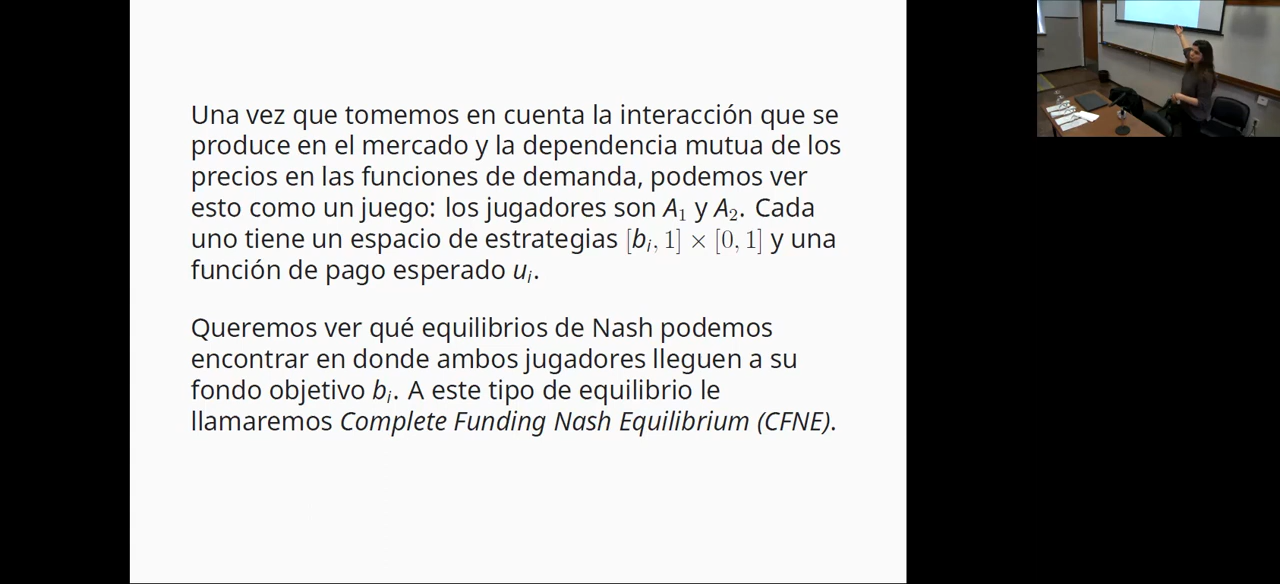 Una vez que tomemos en cuenta la interacción que se
produce en el mercado y la dependencia mutua de los
precios en las funciones de demanda, podemos ver
esto como un juego: los jugadores son A₁ y A₂. Cada
uno tiene un espacio de estrategias [bᵢ, 1] × [0, 1] y una
función de pago esperado uᵢ.
Queremos ver qué equilibrios de Nash podemos
encontrar en donde ambos jugadores lleguen a su
fondo objetivo bᵢ. A este tipo de equilibrio le
llamaremos Complete Funding Nash Equilibrium (CFNE).